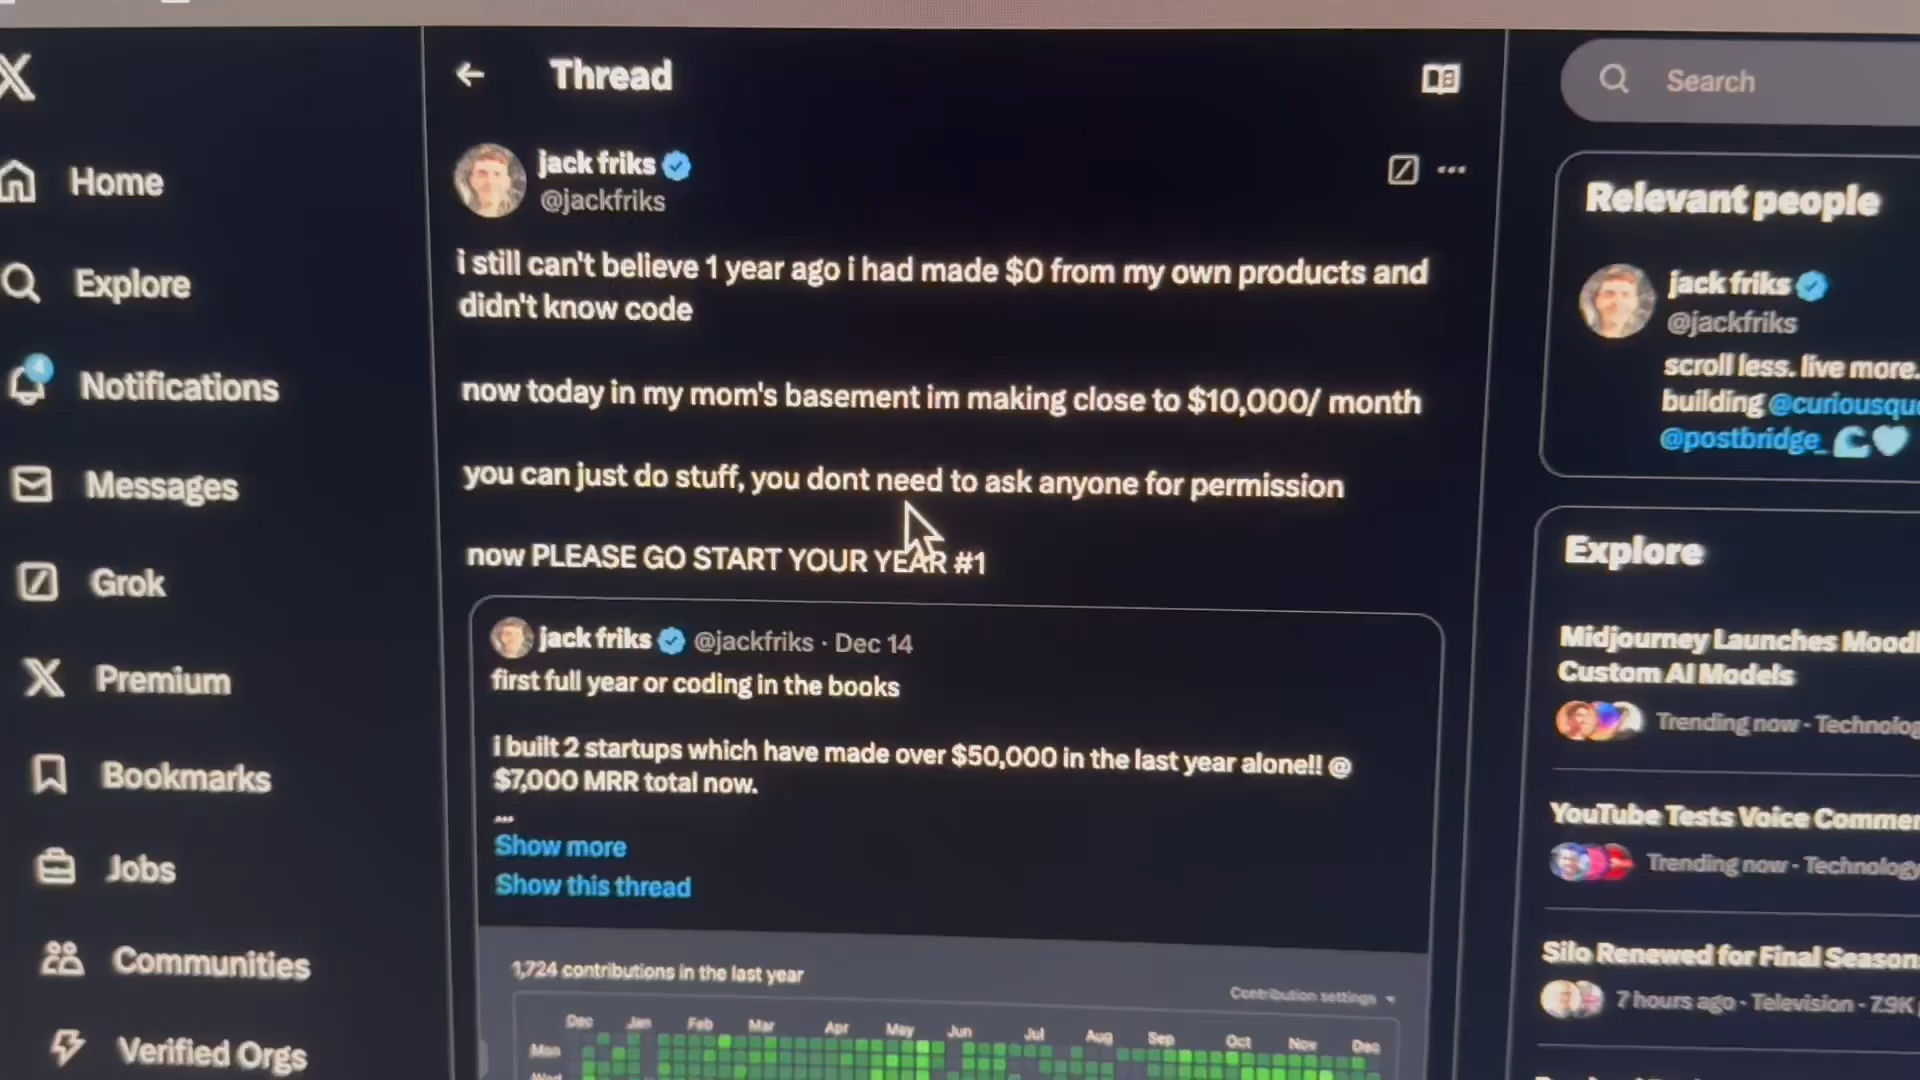 Thread
Search
jack friks
@jackfriks
i still can't believe 1 year ago i had made $0 from my own products and
didn't know code
now today in my mom's basement im making close to $10,000/ month
you can just do stuff, you dont need to ask anyone for permission
now PLEASE GO START YOUR YEAR #1
jack friks @jackfriks · Dec 14
first full year or coding in the books
i built 2 startups which have made over $50,000 in the last year alone!! @
$7,000 MRR total now.
...
Show more
Show this thread
1,724 contributions in the last year
Contribution settings
Dec Jan Feb Mar Apr May Jun Jul Aug Sep Oct Nov Dec
Mon
Wed
X
Home
Explore
4
Notifications
Messages
Grok
Premium
Bookmarks
Jobs
Communities
Verified Orgs
Relevant people
jack friks
@jackfriks
scroll less. live more.
building @curiousqu
@postbridge_
Explore
Midjourney Launches Moodl
Custom AI Models
Trending now · Technolog
YouTube Tests Voice Commen
Trending now · Technology
Silo Renewed for Final Season
7 hours ago · Television · 7.9K